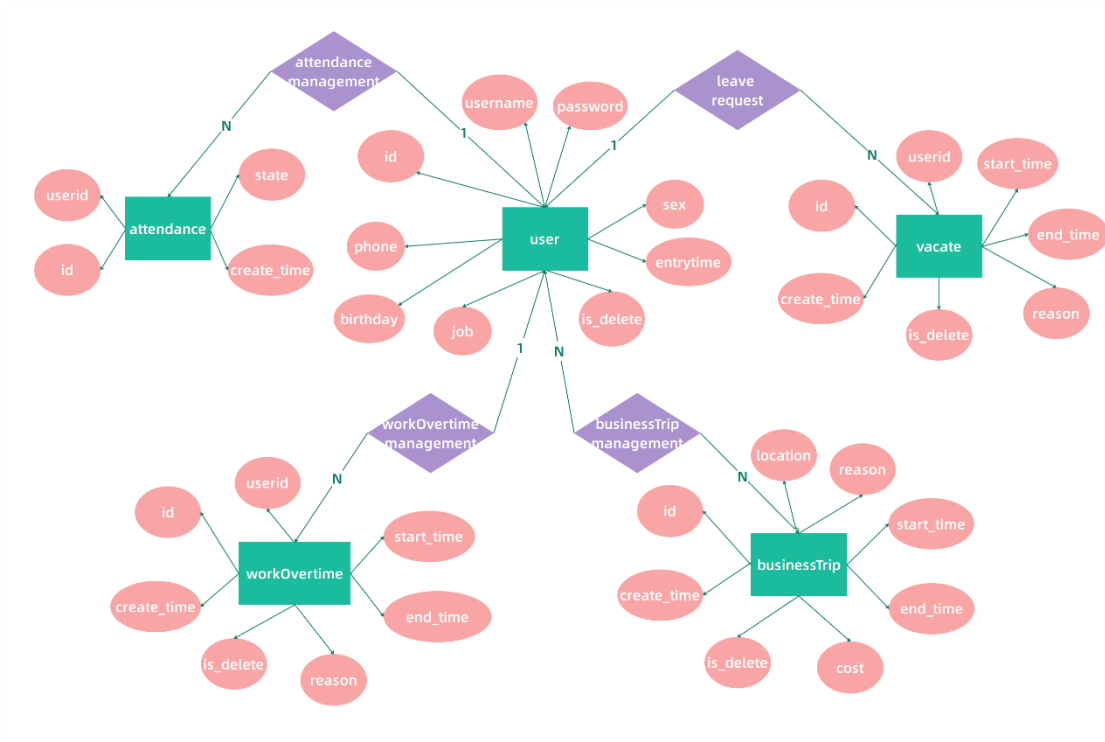 attendance
management
leave
request
username
password
N
1
1
N
id
state
userid
attendance
id
create_time
user
phone
sex
entrytime
birthday
job
is_delete
userid
start_time
id
vacate
end_time
create_time
is_delete
reason
1
N
workOvertime
management
businessTrip
management
N
N
userid
id
start_time
workOvertime
create_time
end_time
is_delete
reason
location
reason
id
start_time
businessTrip
create_time
end_time
is_delete
cost